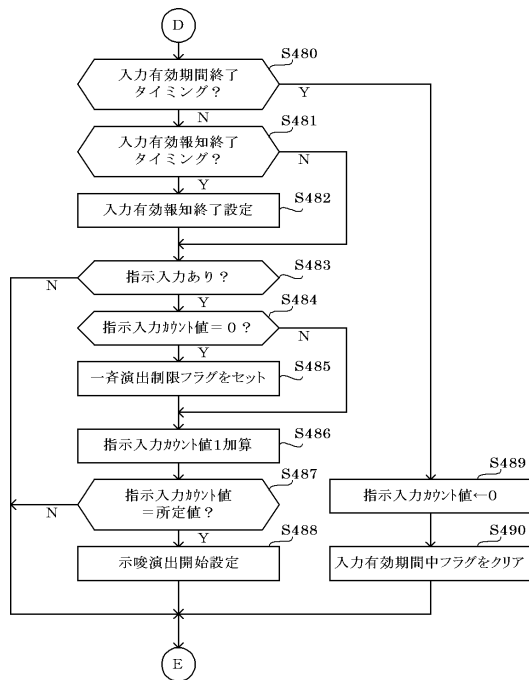 D
S480
入力有効期間終了
タイミング？
Y
N
S481
入力有効報知終了
タイミング？
N
Y
S482
入力有効報知終了設定
S483
指示入力あり？
N
Y
S484
指示入力ｶｳﾝﾄ値＝０？
N
Y
S485
一斉演出制限フラグをセット
S486
指示入力ｶｳﾝﾄ値1加算
S487
指示入力ｶｳﾝﾄ値
＝所定値？
N
Y
S488
示唆演出開始設定
S489
指示入力ｶｳﾝﾄ値←0
S490
入力有効期間中フラグをクリア
E